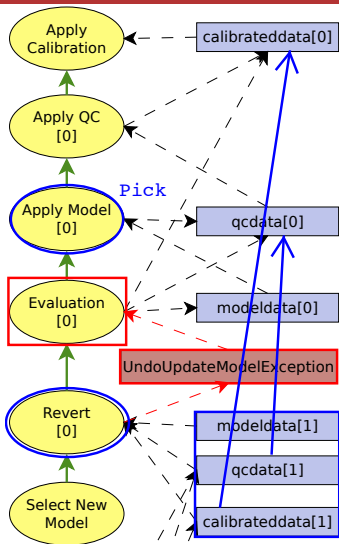 Apply
Calibration
calibrateddata[0]
Apply QC
[0]
Pick
Apply Model
[0]
qcdata[0]
Evaluation
[0]
modeldata[0]
UndoUpdateModelException
Revert
[0]
modeldata[1]
qcdata[1]
Select New
Model
calibrateddata[1]